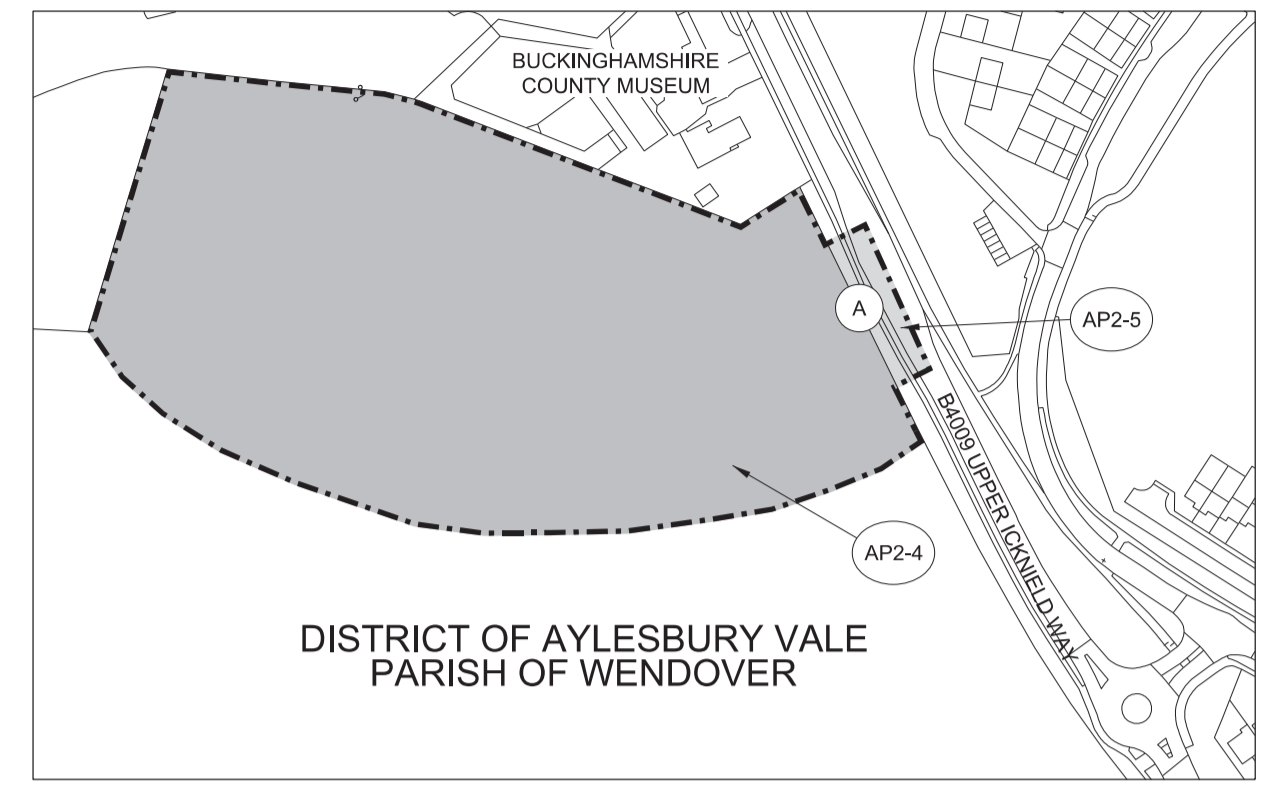 BUCKINGHAMSHIRE
COUNTY MUSEUM
A
AP2-5
B4009 UPPER ICKNIELD WAY
AP2-4
DISTRICT OF AYLESBURY VALE
PARISH OF WENDOVER